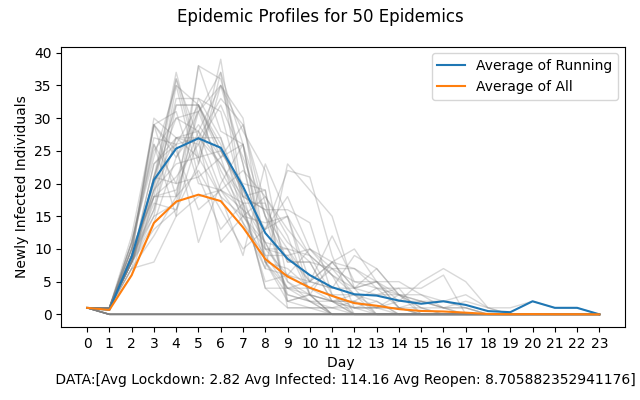 Epidemic Profiles for 50 Epidemics
Average of Running
Average of All
Newly Infected Individuals
40
35
30
25
20
15
10
5
0
0 1 2 3 4 5 6 7 8 9 10 11 12 13 14 15 16 17 18 19 20 21 22 23
Day
DATA:[Avg Lockdown: 2.82 Avg Infected: 114.16 Avg Reopen: 8.705882352941176]